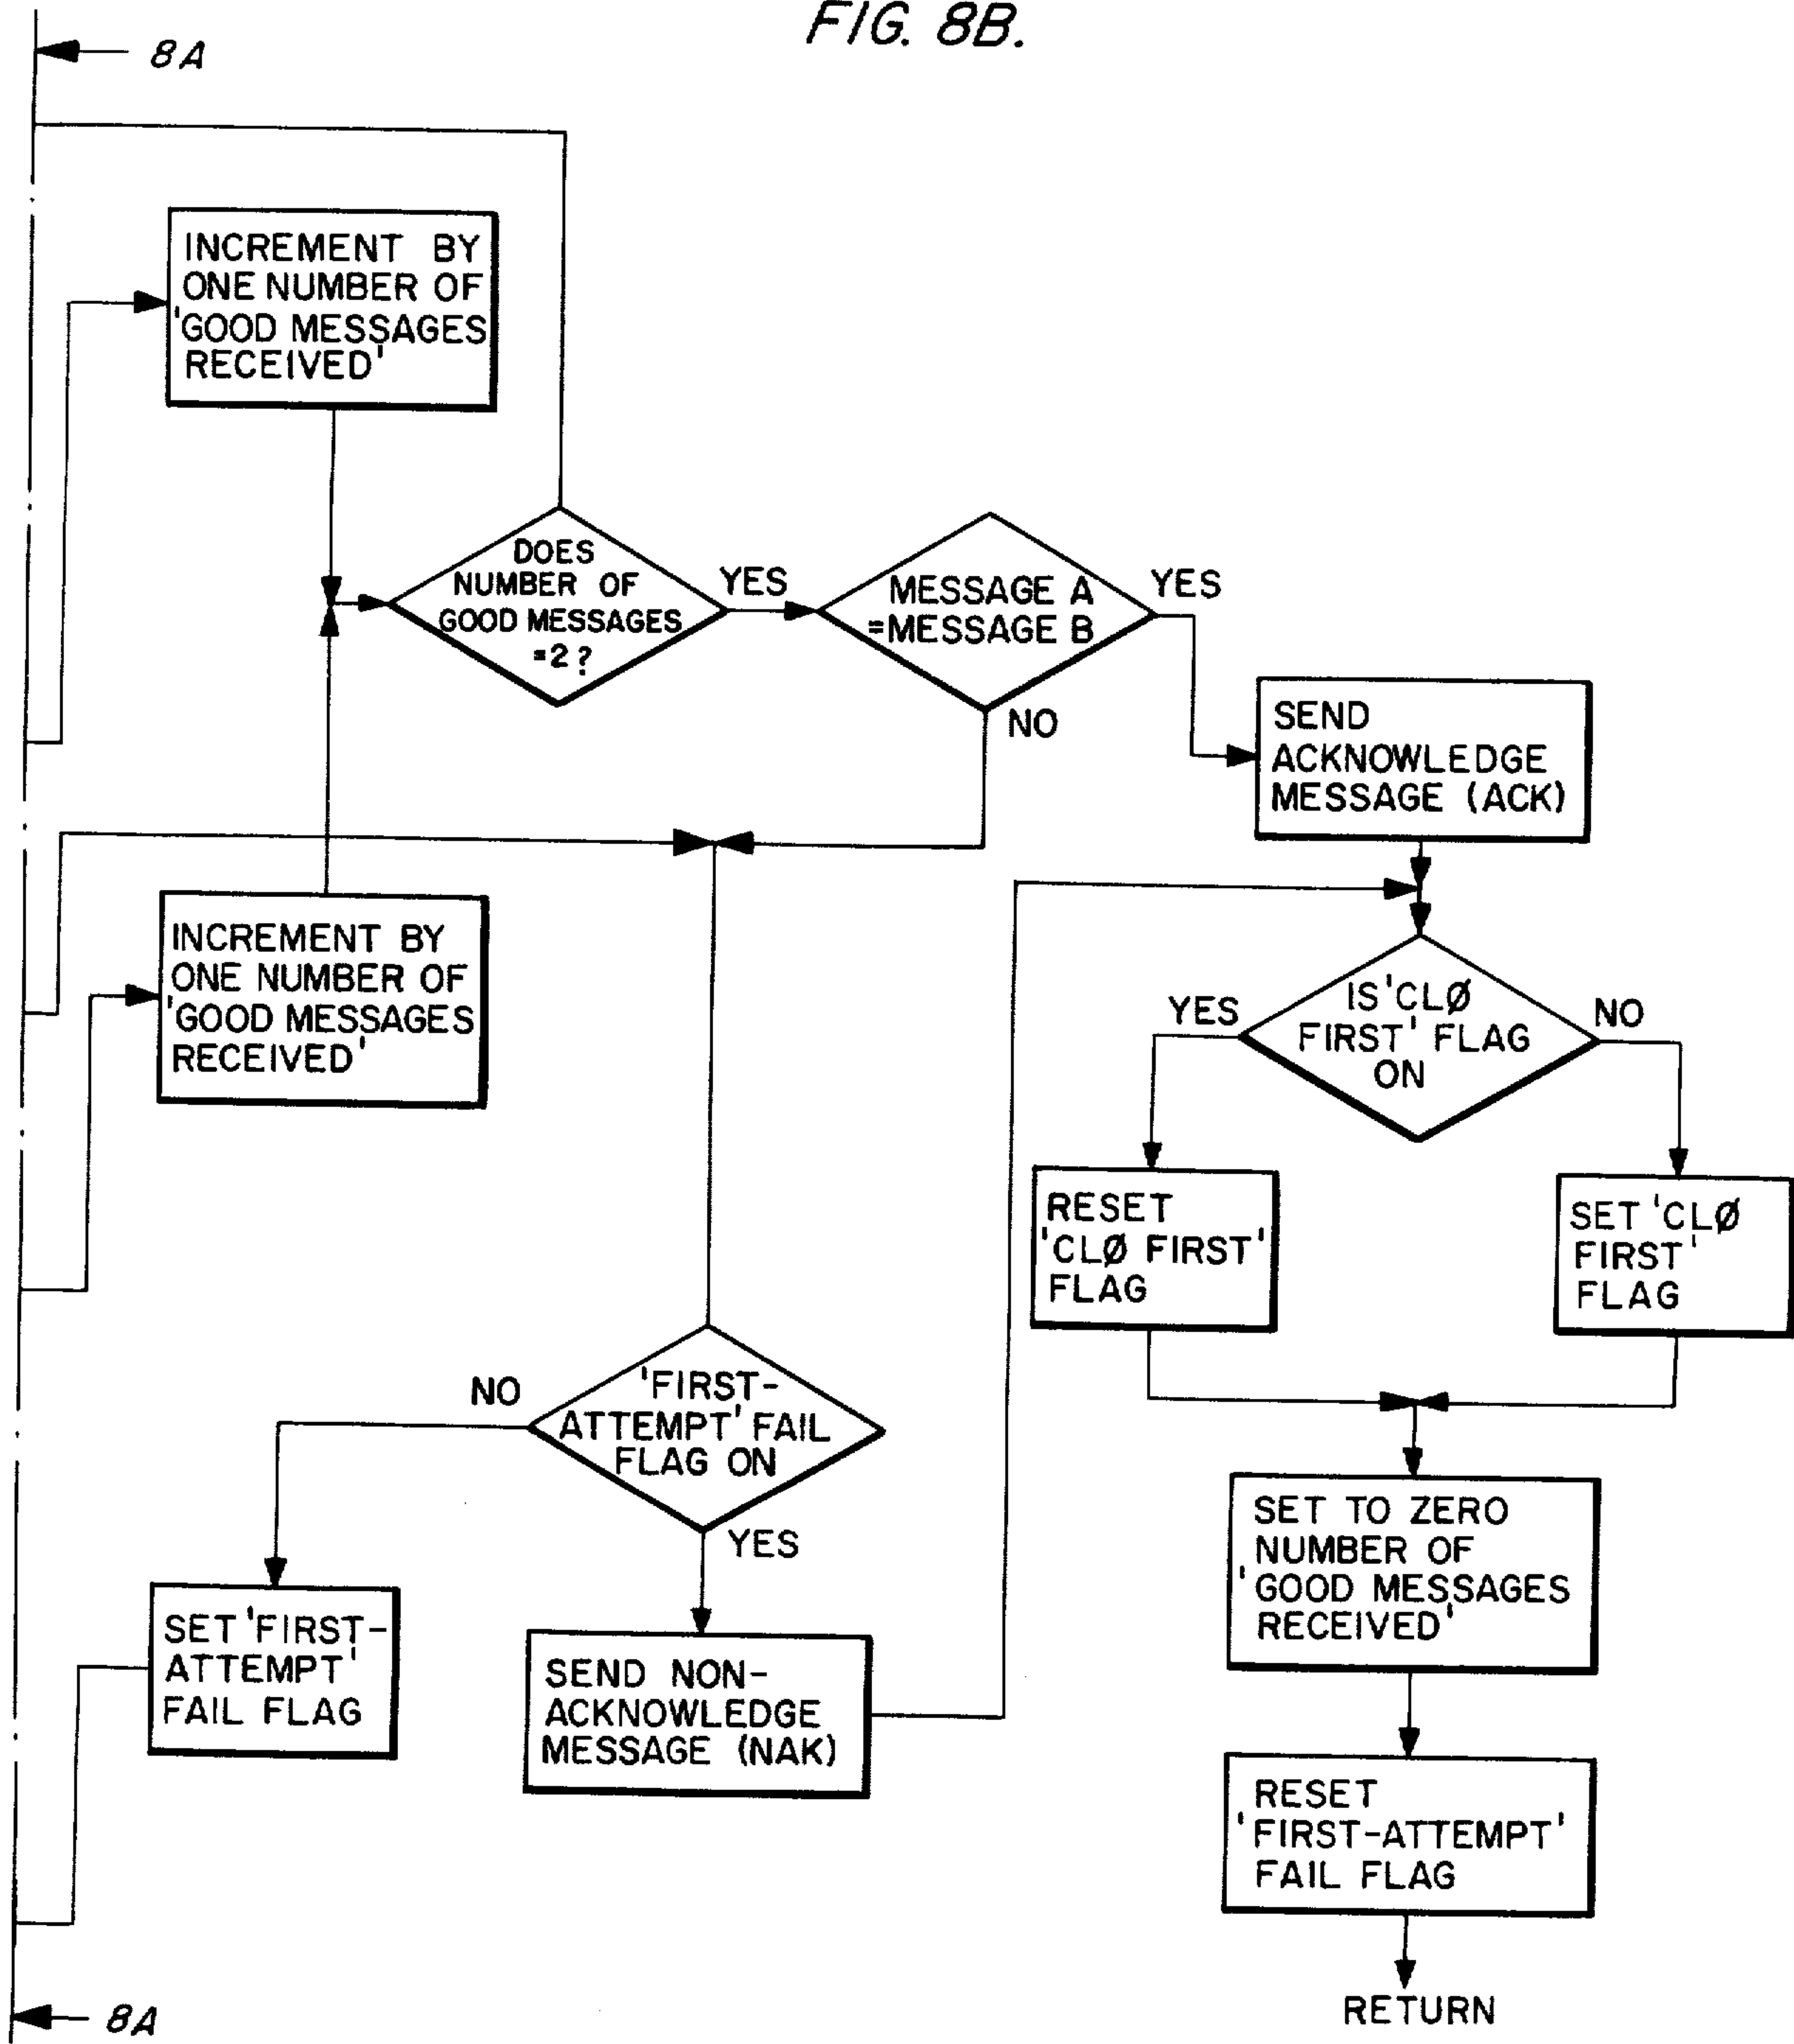 FIG. 8B.
8A
INCREMENT BY
ONE NUMBER OF
'GOOD MESSAGES
RECEIVED'
DOES
NUMBER OF
GOOD MESSAGES
=2?
YES
MESSAGE A
=MESSAGE B
YES
NO
SEND
ACKNOWLEDGE
MESSAGE (ACK)
INCREMENT BY
ONE NUMBER OF
'GOOD MESSAGES
RECEIVED'
YES
IS 'CLØ
FIRST' FLAG
ON
NO
RESET
'CLØ FIRST'
FLAG
SET 'CLØ
FIRST'
FLAG
NO
'FIRST-
ATTEMPT' FAIL
FLAG ON
YES
SET 'FIRST-
ATTEMPT'
FAIL FLAG
SEND NON-
ACKNOWLEDGE
MESSAGE (NAK)
SET TO ZERO
NUMBER OF
'GOOD MESSAGES
RECEIVED'
RESET
'FIRST-ATTEMPT'
FAIL FLAG
RETURN
8A